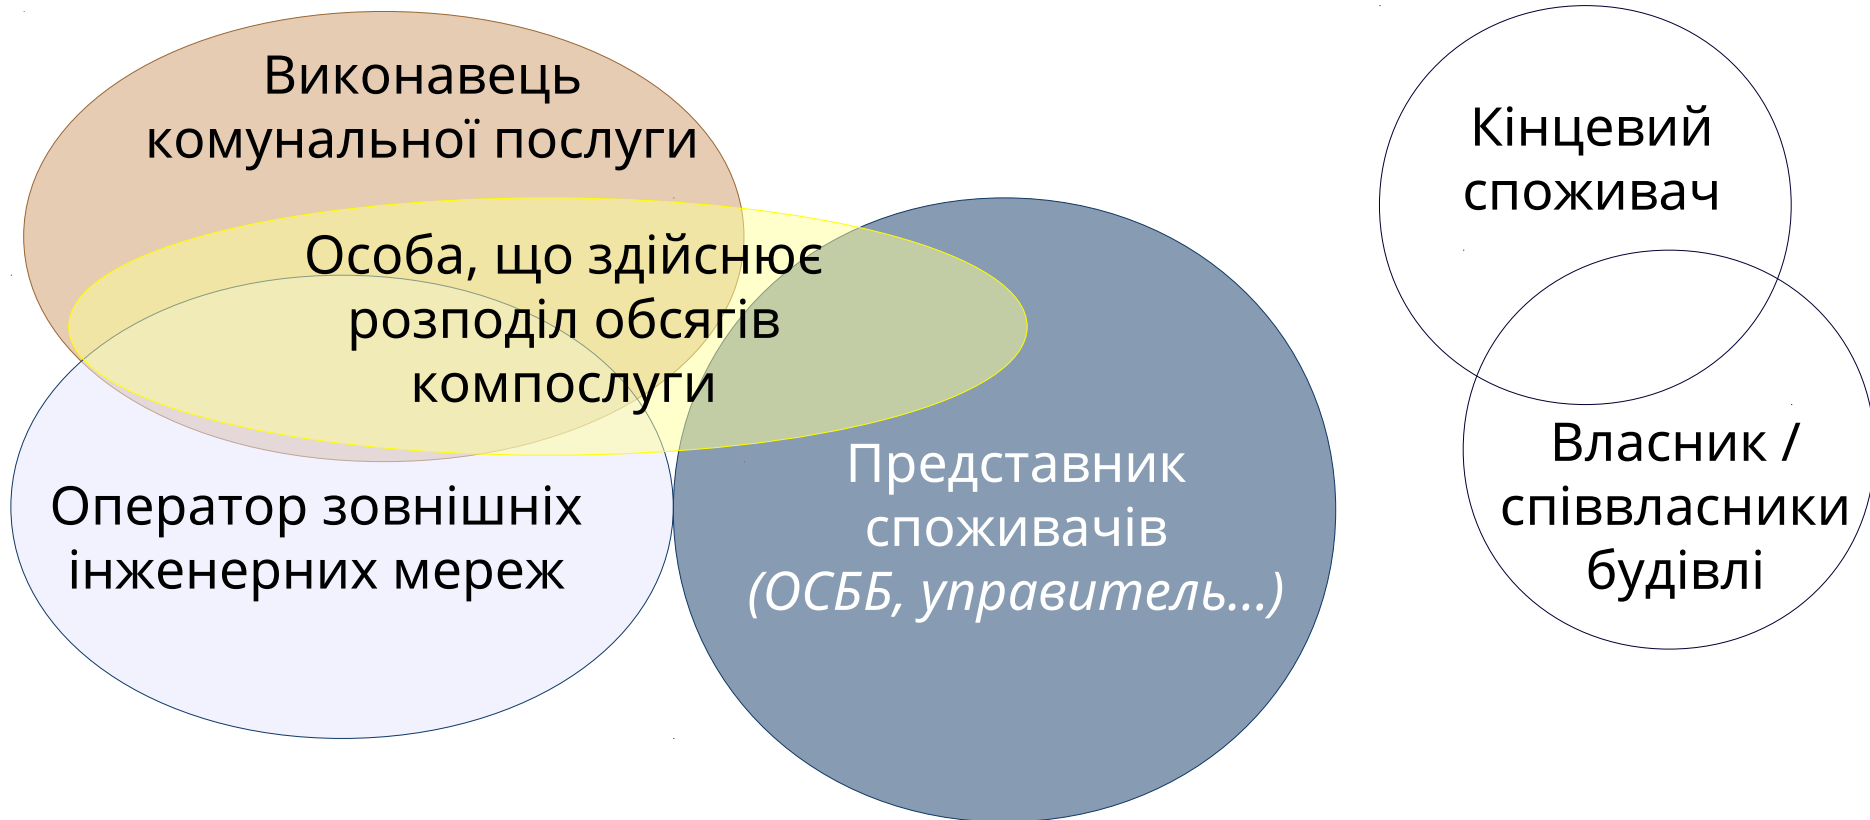 Виконавець
комунальної послуги
Особа, що здійснює
розподіл обсягів
компослуги
Оператор зовнішніх
інженерних мереж
Представник
споживачів
(ОСББ, управитель...)
Кінцевий
споживач
Власник /
співвласники
будівлі